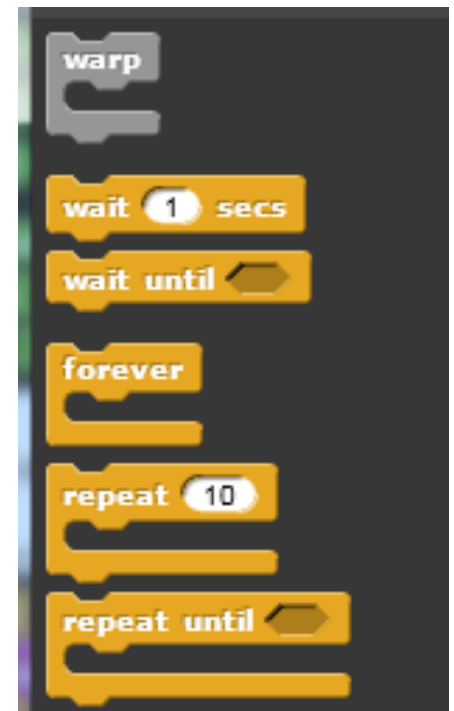 warp
wait 1 secs
wait until
forever
repeat 10
repeat until